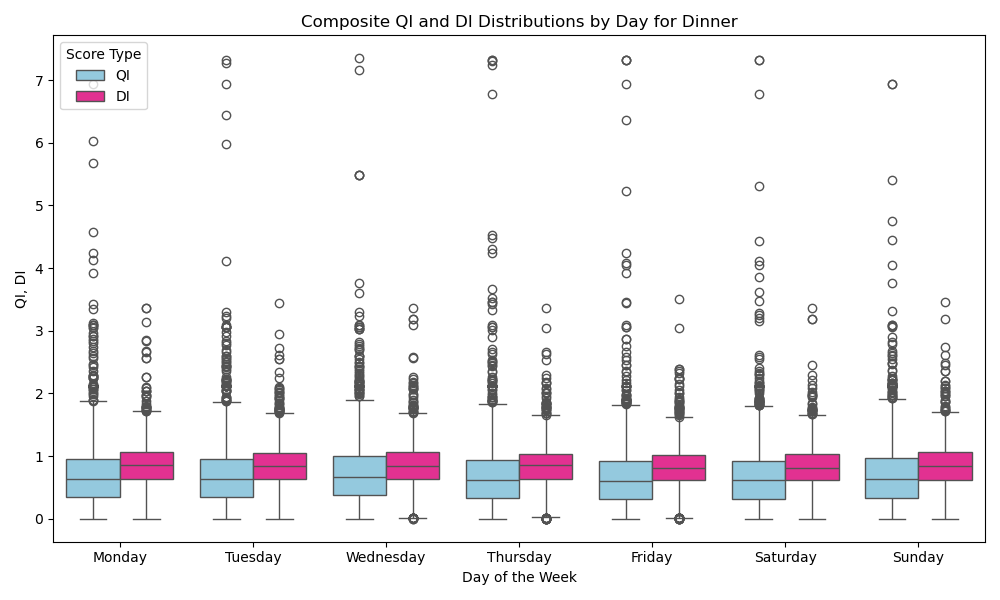 Composite QI and DI Distributions by Day for Dinner
Score Type
QI
DI
7
6
5
4
3
2
1
0
QI, DI
Monday
Tuesday
Wednesday
Thursday
Friday
Saturday
Sunday
Day of the Week